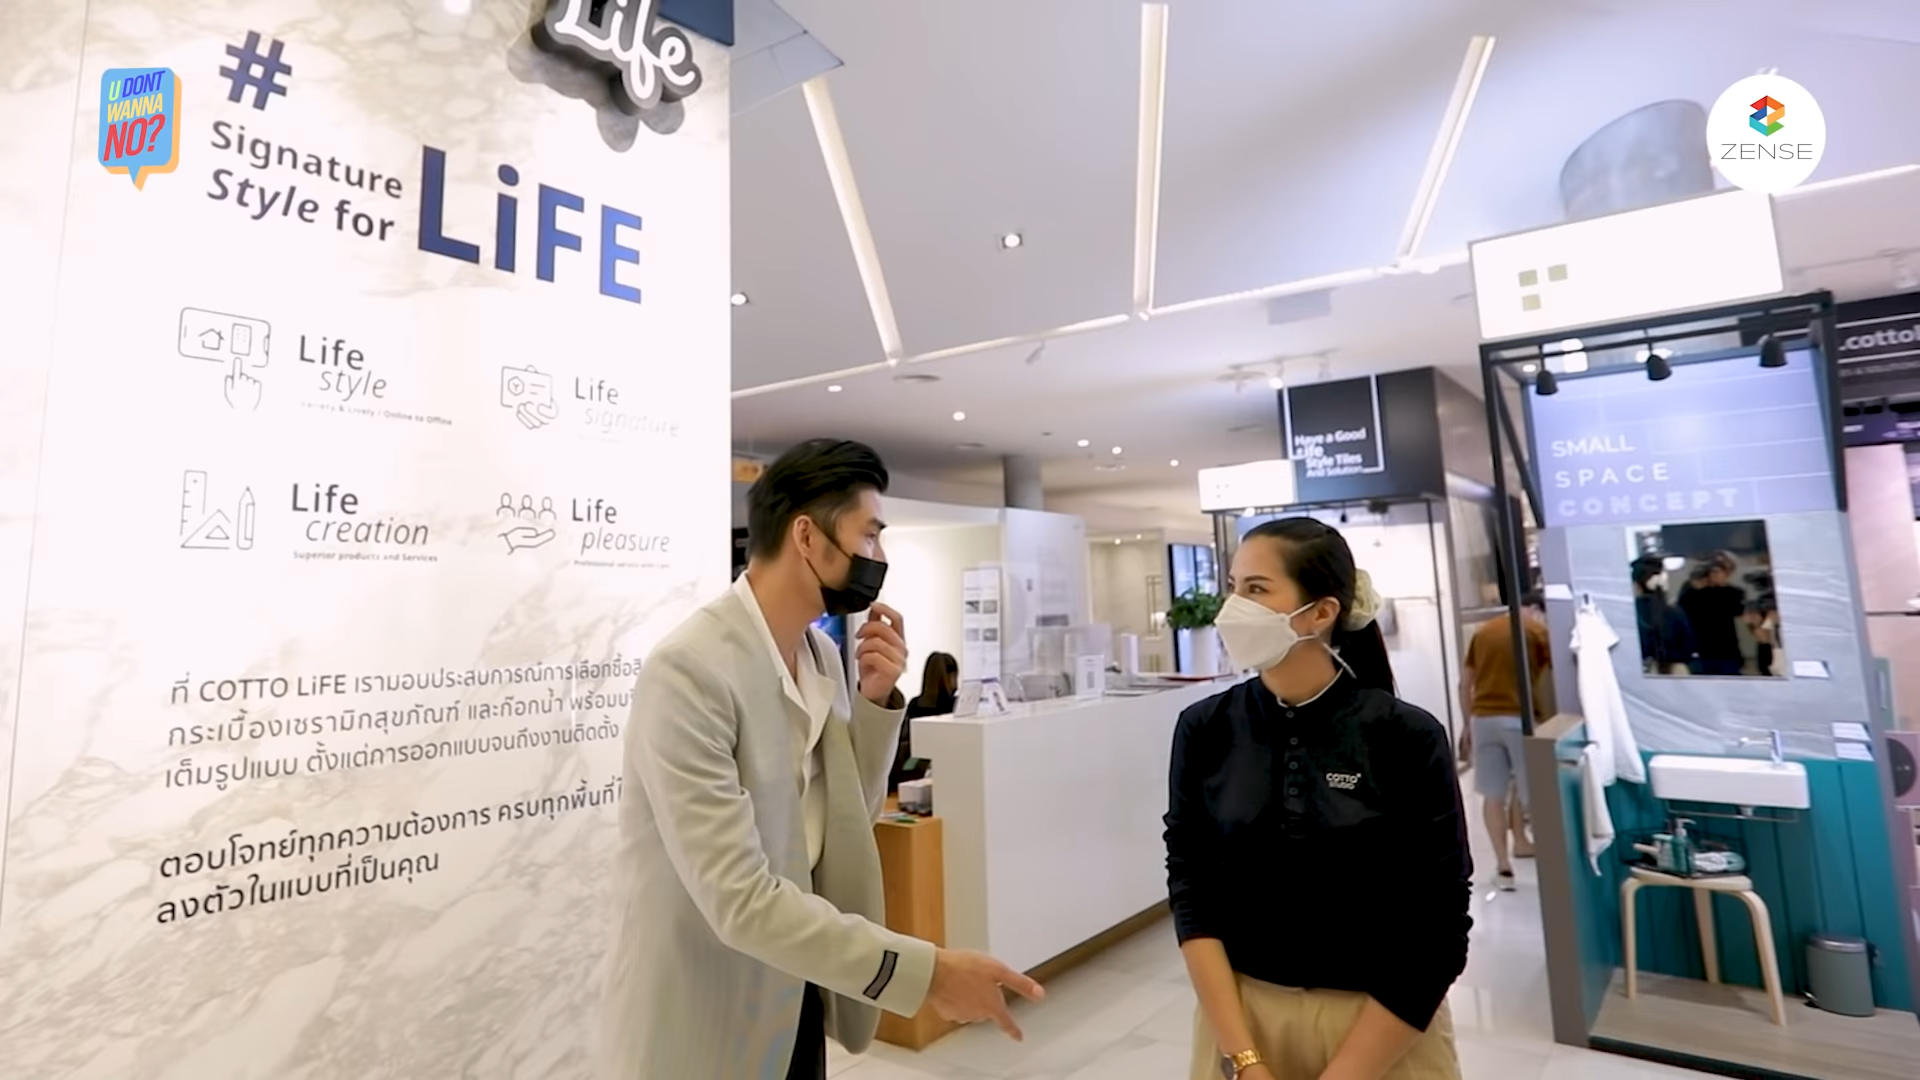 U DONT
WANNA
NO?
ZENSE
Life
#
Signature
Style for
LiFE
Life
style
Variety & Lively / Online to Offline
Life
signature
Life
creation
Superior products and Services
Life
pleasure
ที่ COTTO LiFE เรามอบประสบการณ์การเลือกซื้อ
กระเบื้องเซรามิกสุขภัณฑ์ และก๊อกน้ำ พร้อม
เต็มรูปแบบ ตั้งแต่การออกแบบจนถึงงานติดตั้ง
ตอบโจทย์ทุกความต้องการ ครบทุกพื้นที่
ลงตัวในแบบที่เป็นคุณ
Have a Good
Life
Style Tiles
And Solution
COTTO
STUDIO
SMALL
SPACE
CONCEPT